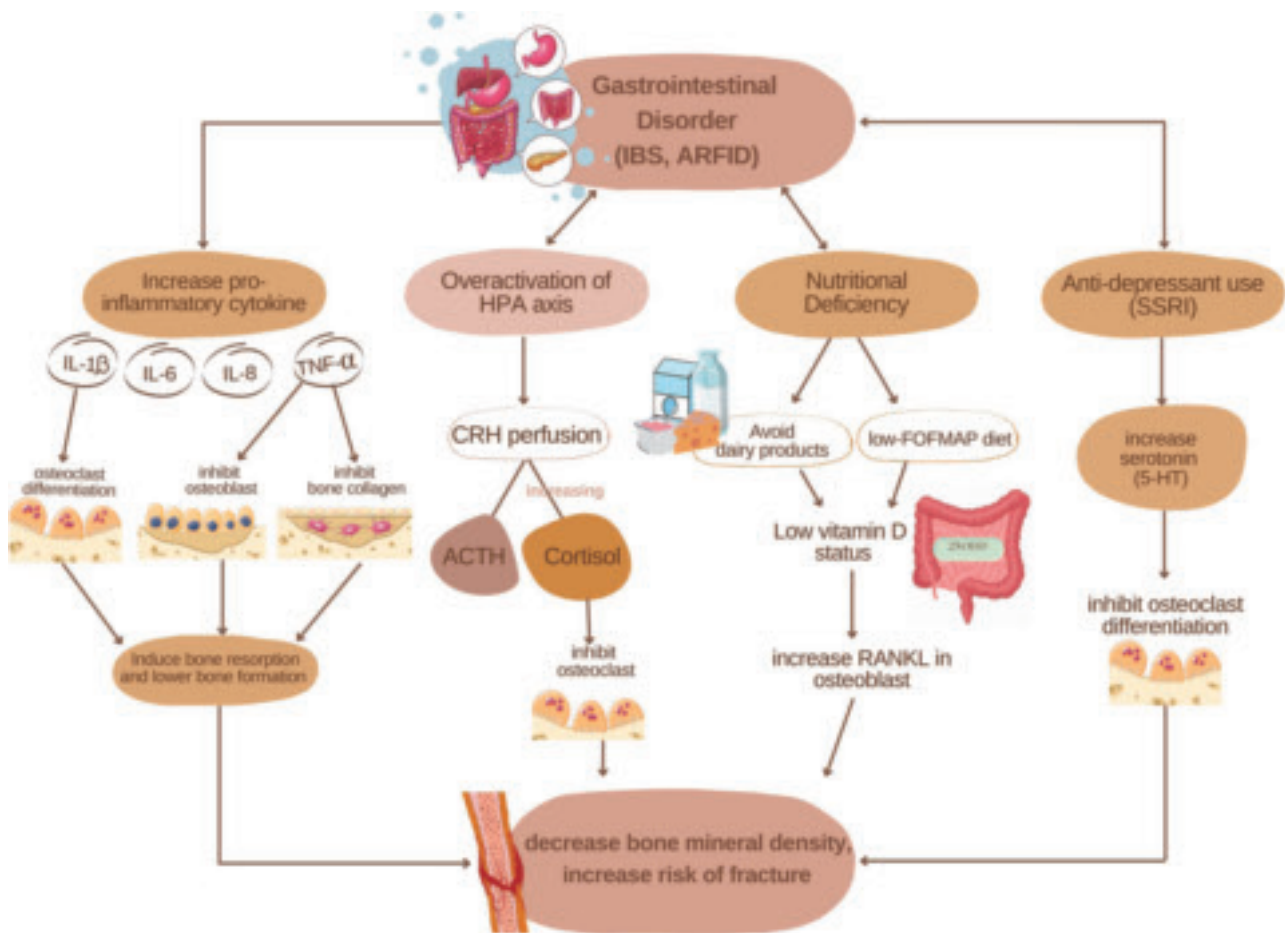 Gastrointestinal
Disorder
(IBS, ARFID)
Increase pro-
inflammatory cytokine
Overactivation of
HPA axis
Nutritional
Deficiency
Anti-depressant use
(SSRI)
IL-1β
IL-6
IL-8
TNF-α
osteoclast
differentiation
inhibit
osteoblast
inhibit
bone collagen
CRH perfusion
increasing
ACTH
Cortisol
inhibit
osteoclast
Avoid
dairy products
low-FOFMAP diet
Low vitamin D
status
increase RANKL in
osteoblast
increase
serotonin
(5-HT)
inhibit osteoclast
differentiation
Induce bone resorption
and lower bone formation
decrease bone mineral density,
increase risk of fracture